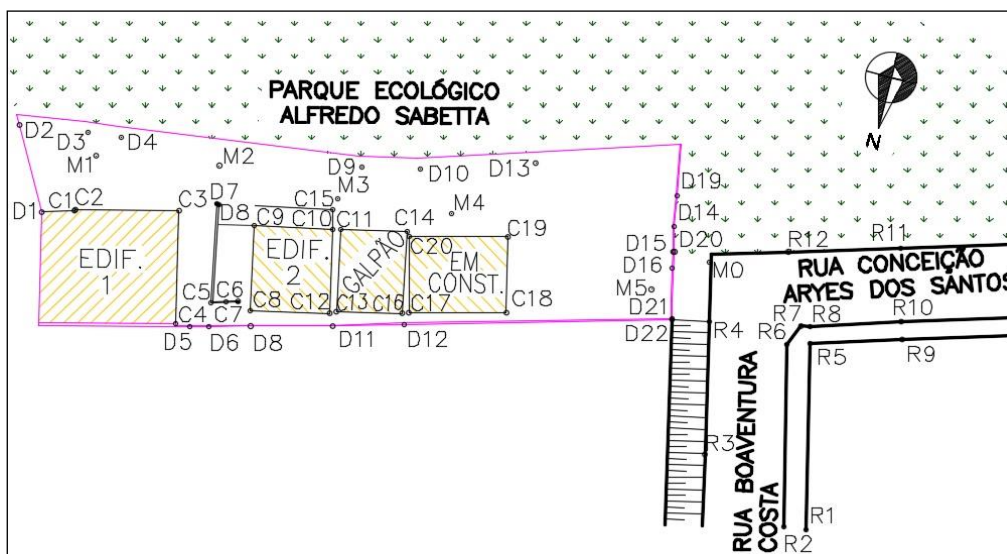 PARQUE ECOLÓGICO
ALFREDO SABETTA
N
D2
D3
D4
M1
M2
D9
M3
D10
D13
M4
D19
D1
C1
C2
C3
D7
D8
C9
C15
C10
C11
C14
C20
C19
D14
D15
D20
D16
M0
R12
R11
EDIF.
1
EDIF.
2
GALPÃO
EM
CONST.
RUA CONCEIÇÃO
ARYES DOS SANTOS
M5
C5
C6
C7
C8
C12
C13
C16
C17
C18
D21
D22
R4
R7
R8
R10
R6
R5
R9
C4
D5
D6
D8
D11
D12
R3
RUA BOAVENTURA
COSTA
R1
R2